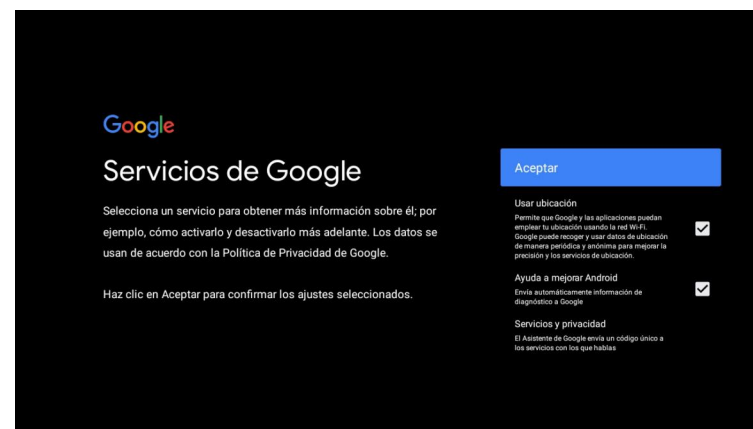 Google
Servicios de Google
Selecciona un servicio para obtener más información sobre él; por
ejemplo, cómo activarlo y desactivarlo más adelante. Los datos se
usan de acuerdo con la Política de Privacidad de Google.
Haz clic en Aceptar para confirmar los ajustes seleccionados.
Aceptar
Usar ubicación
Permite que Google y las aplicaciones puedan
emplear tu ubicación usando la red Wi-Fi.
Google puede recoger y usar datos de ubicación
de manera periódica y anónima para mejorar la
precisión y los servicios de ubicación.
Ayuda a mejorar Android
Envía automáticamente información de
diagnóstico a Google
Servicios y privacidad
El Asistente de Google envía un código único a
los servicios con los que hablas